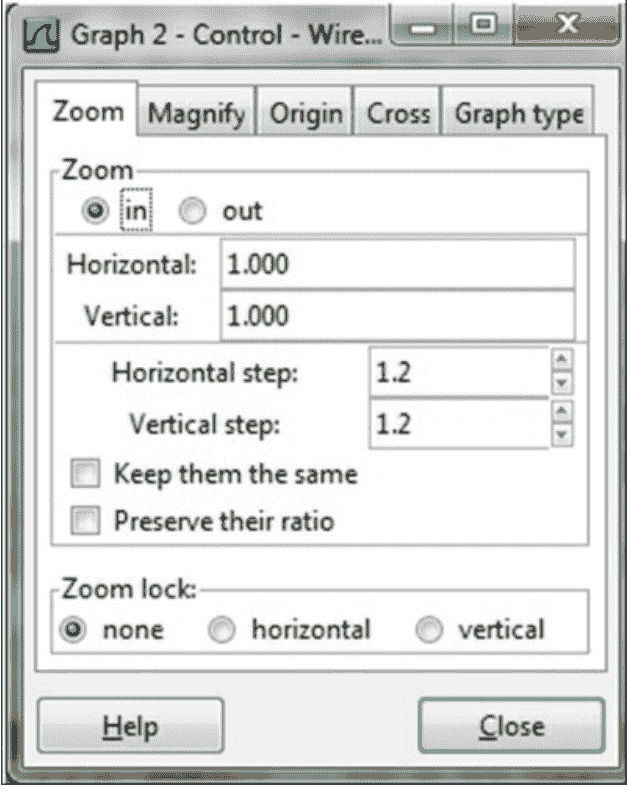 Graph 2 - Control - Wire...
Zoom Magnify Origin Cross Graph type
Zoom
in out
Horizontal: 1.000
Vertical: 1.000
Horizontal step: 1.2
Vertical step: 1.2
Keep them the same
Preserve their ratio
Zoom lock:
none horizontal vertical
Help Close